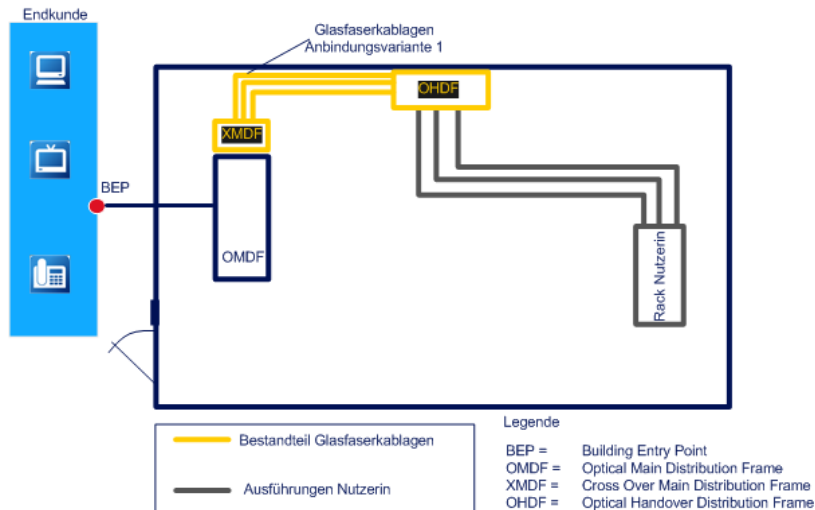 Endkunde
Glasfaserkablagen
Anbindungsvariante 1
OHDF
XMDF
BEP
OMDF
Rack Nutzerin
Bestandteil Glasfaserkablagen
Ausführungen Nutzerin
Legende
BEP = Building Entry Point
OMDF = Optical Main Distribution Frame
XMDF = Cross Over Main Distribution Frame
OHDF = Optical Handover Distribution Frame